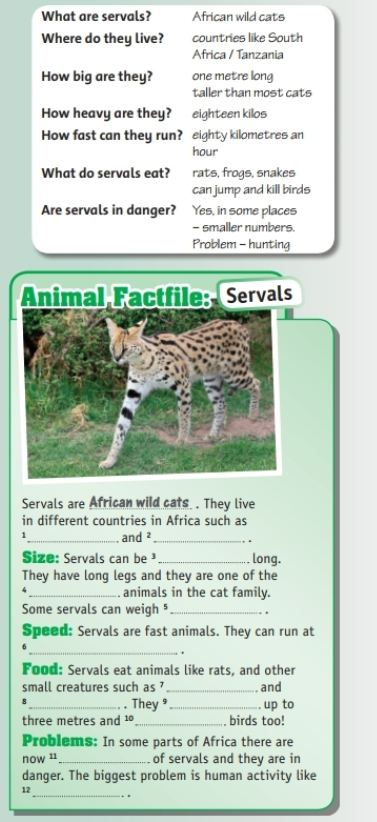 What are servals? African wild cats
Where do they live? countries like South
Africa / Tanzania
How big are they? one metre long
taller than most cats
How heavy are they? eighteen kilos
How fast can they run? eighty kilometres an
hour
What do servals eat? rats, frogs, snakes
can jump and kill birds
Are servals in danger? Yes, in some places
– smaller numbers.
Problem – hunting
Animal Factfile: Servals
Servals are African wild cats . They live
in different countries in Africa such as
1 and 2 .
Size: Servals can be 3 long.
They have long legs and they are one of the
4 animals in the cat family.
Some servals can weigh 5 .
Speed: Servals are fast animals. They can run at
6 .
Food: Servals eat animals like rats, and other
small creatures such as 7 and
8 . They 9 up to
three metres and 10 birds too!
Problems: In some parts of Africa there are
now 11 of servals and they are in
danger. The biggest problem is human activity like
12 .